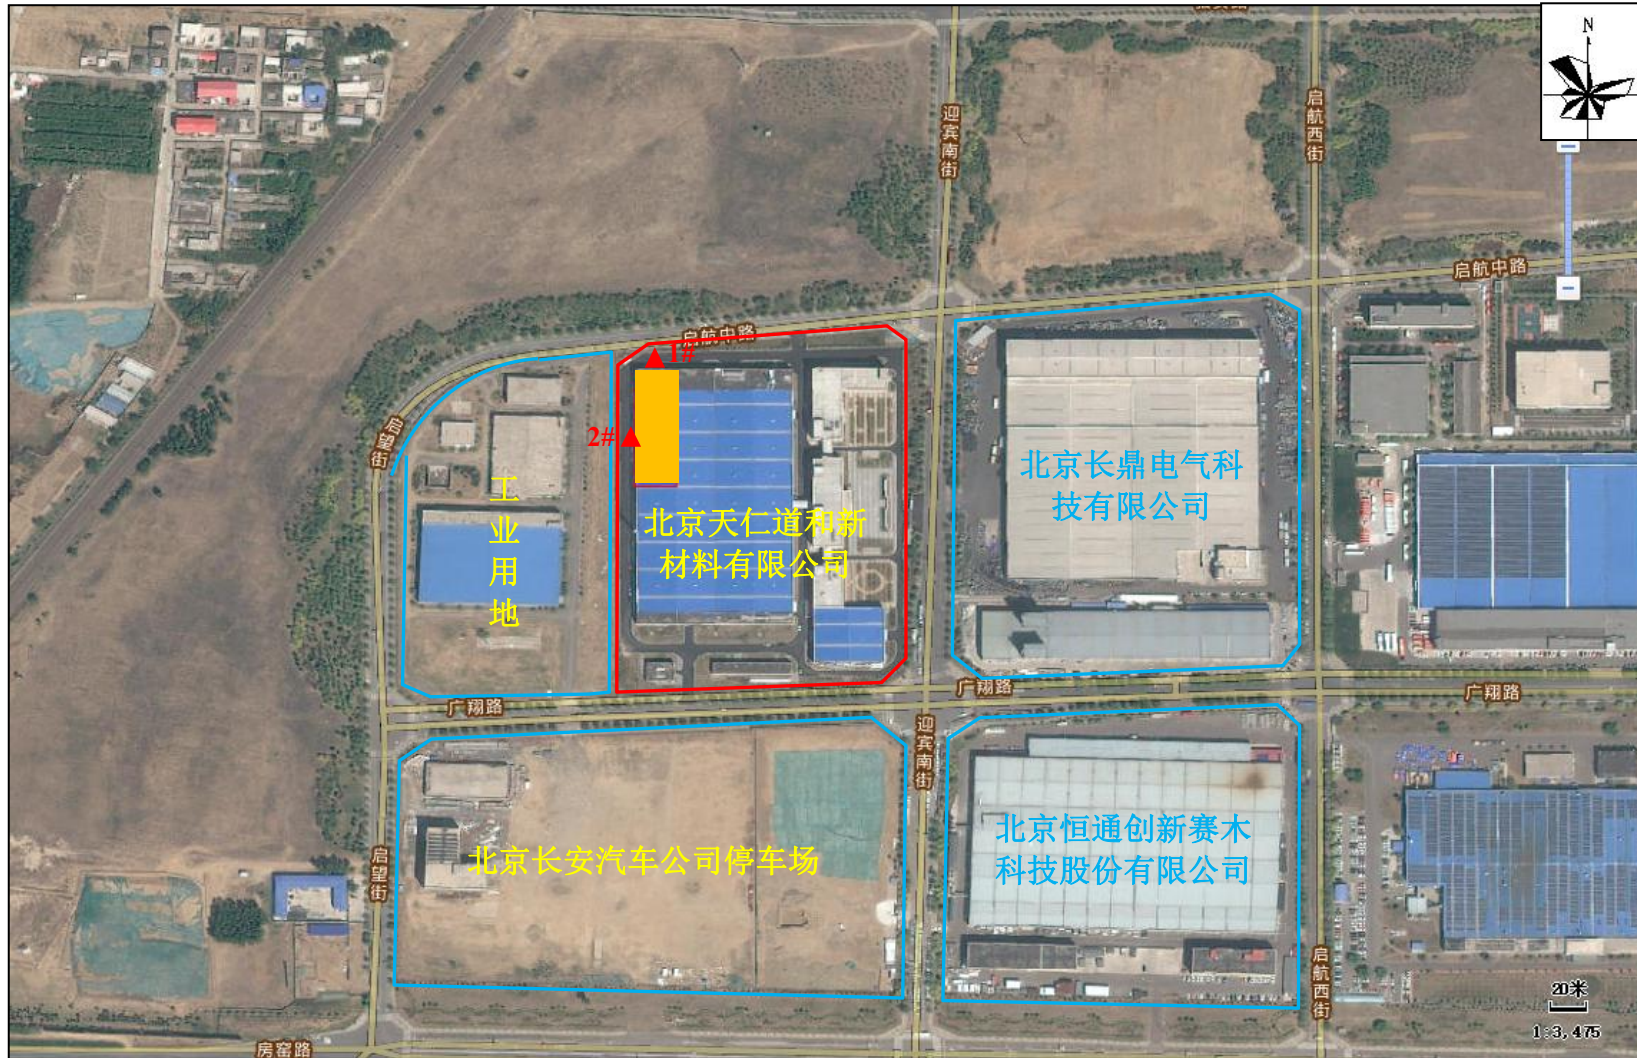 N
迎宾南街
启航西街
启航中路
启航中路
1#
2#
启望街
工业用地
北京天仁道和新
材料有限公司
北京长鼎电气科
技有限公司
广翔路
广翔路
广翔路
迎宾南街
北京长安汽车公司停车场
北京恒通创新赛木
科技股份有限公司
启望街
启航西街
20米
1:3,475
房窑路